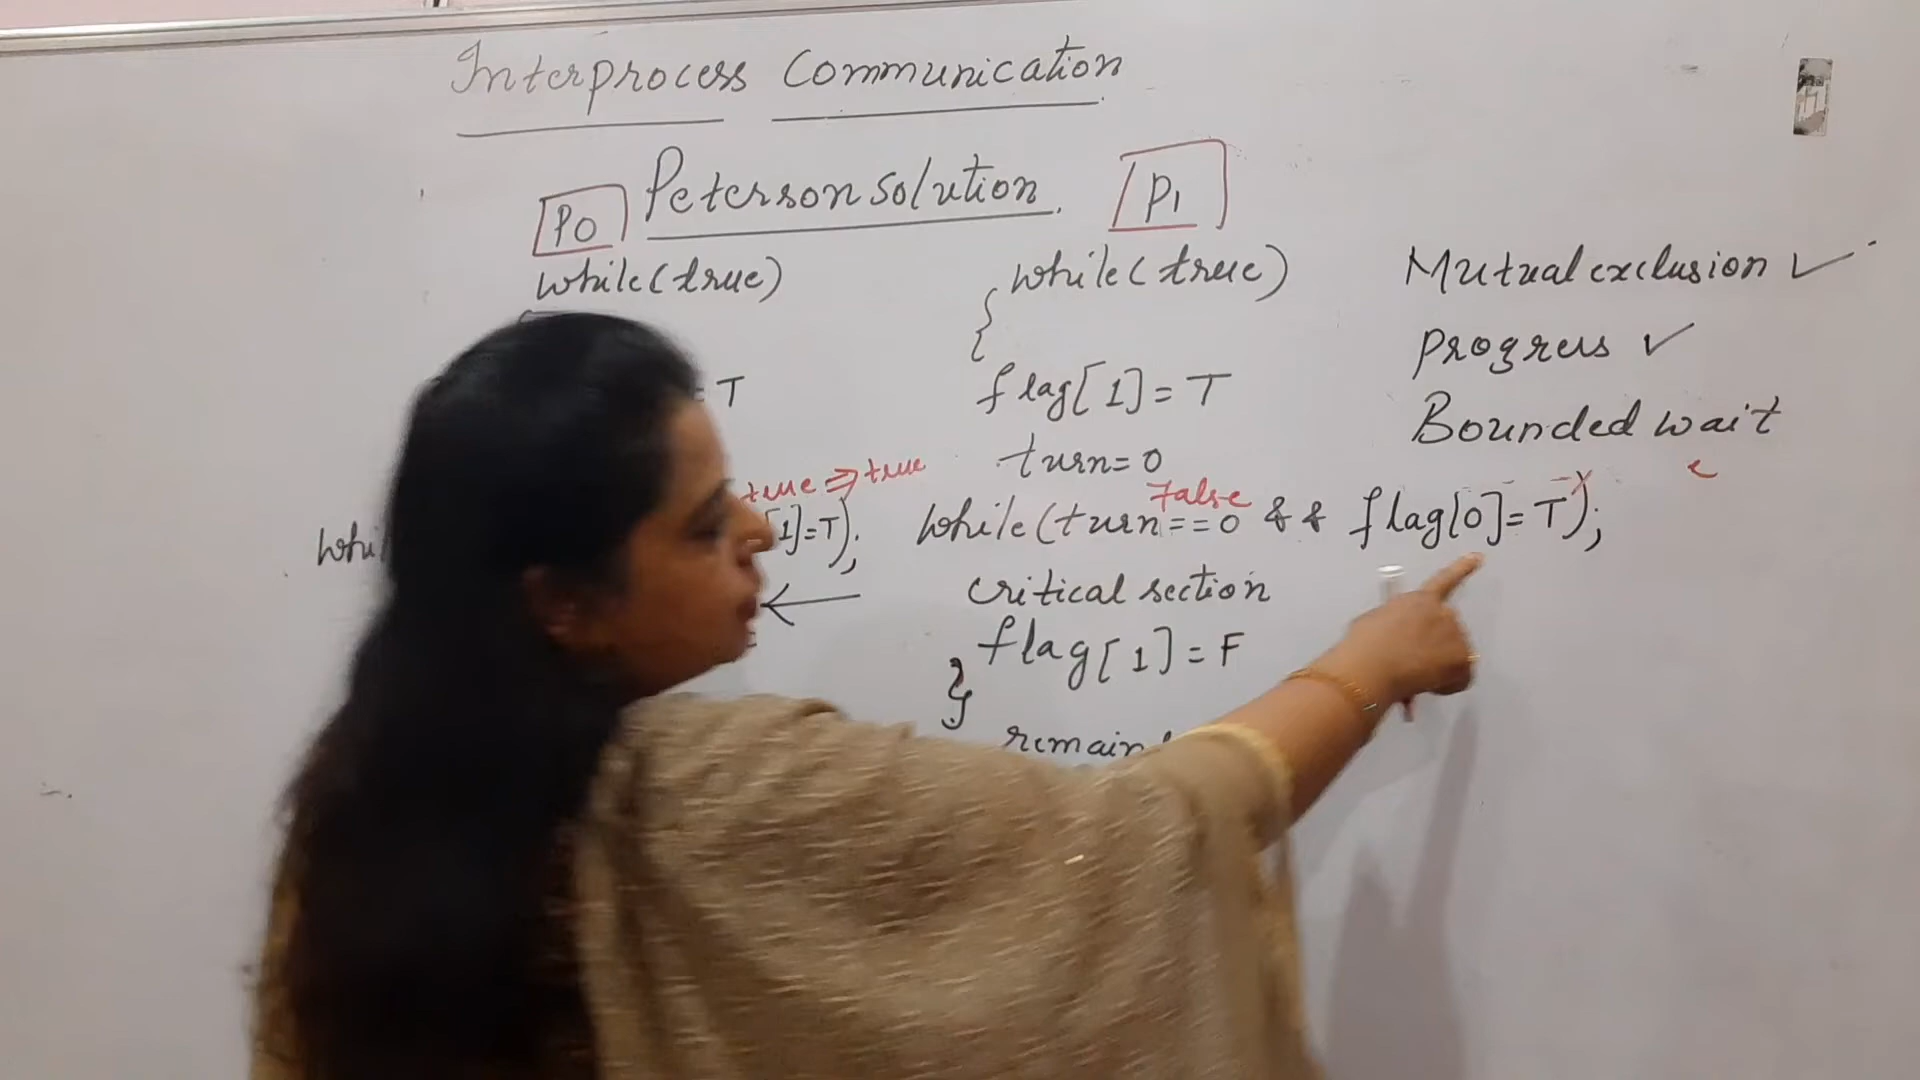 Interprocess Communication
Peterson solution.
P0
P1
while(true)
= T
true ⇒ true
whil
[1]=T);
while(true)
{
flag[1]=T
turn=0
False
while(turn==0 && flag[0]=T);
critical section
flag[1]=F
}
remain
Mutual exclusion ✓
Progress ✓
Bounded wait